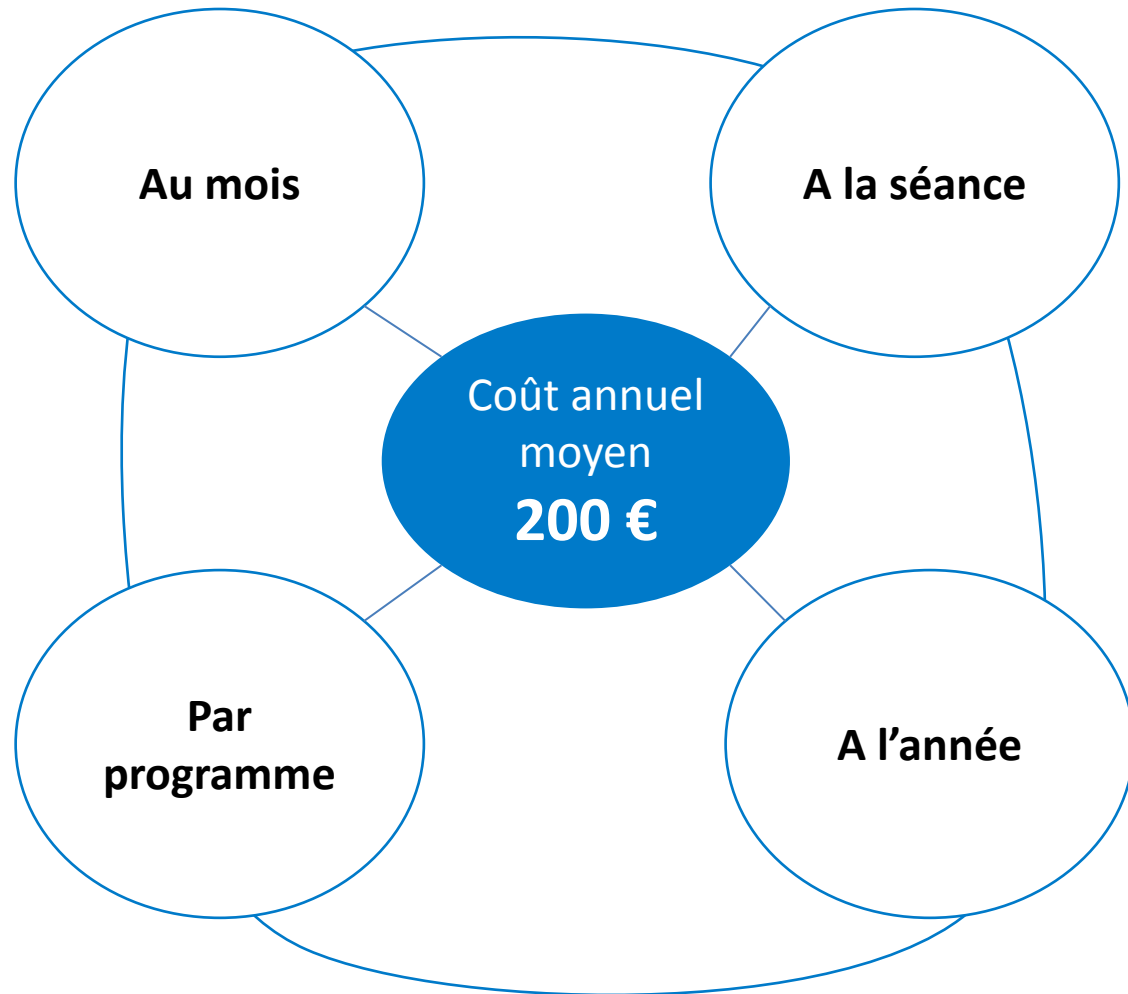 Au mois
A la séance
Coût annuel
moyen
200 €
Par
programme
A l’année